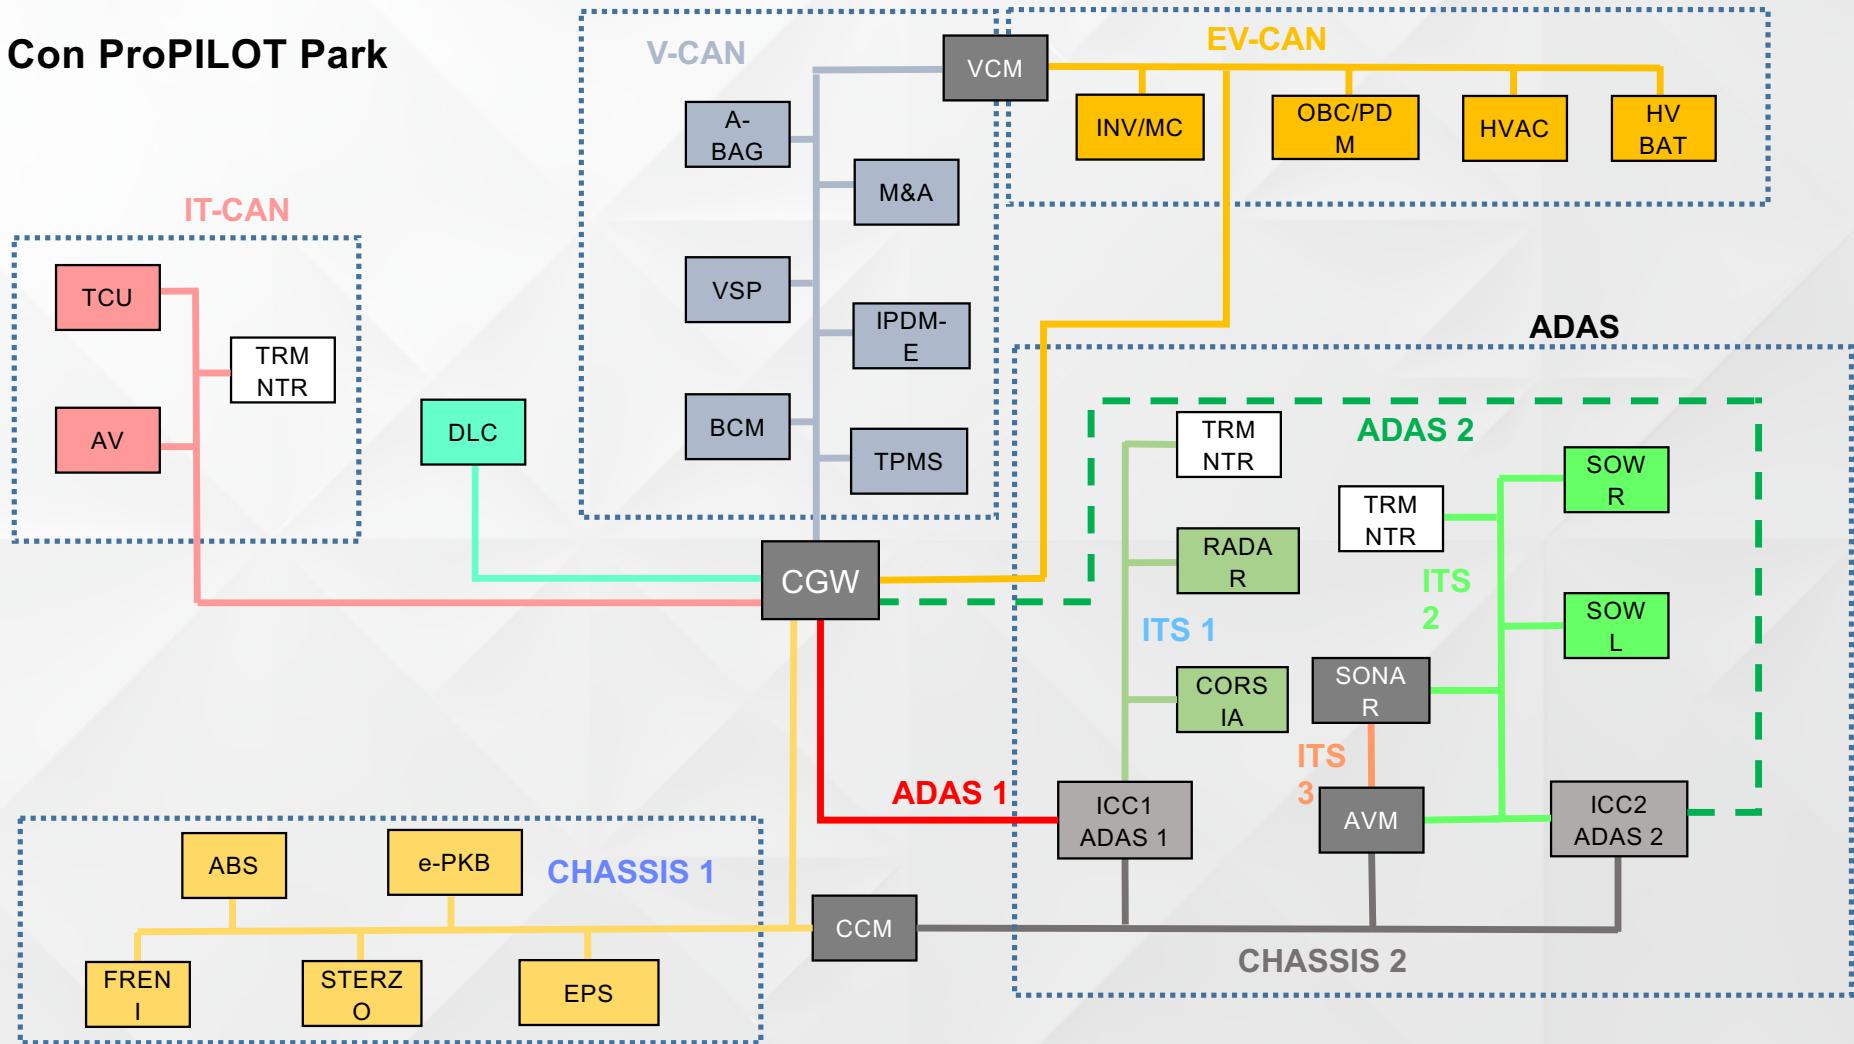 Con ProPILOT Park
V-CAN
EV-CAN
VCM
INV/MC
OBC/PD
M
HVAC
HV
BAT
A-
BAG
M&A
VSP
IPDM-
E
BCM
TPMS
IT-CAN
TCU
TRM
NTR
AV
DLC
CGW
ADAS
ADAS 2
TRM
NTR
SOW
R
TRM
NTR
RADA
R
ITS
2
SOW
L
ITS 1
CORS
IA
SONA
R
ITS
3
ADAS 1
ICC1
ADAS 1
AVM
ICC2
ADAS 2
ABS
e-PKB
CHASSIS 1
CCM
CHASSIS 2
FREN
I
STERZ
O
EPS